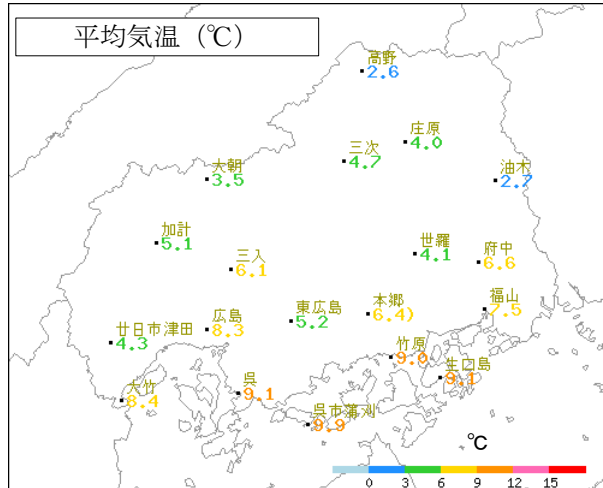 平均気温（℃）
高野
2.6
庄原
4.0
三次
4.7
大朝
3.5
油木
2.7
加計
5.1
世羅
4.1
府中
6.6
三入
6.1
福山
7.5
本郷
6.4)
東広島
5.2
広島
8.3
廿日市津田
4.3
竹原
9.0
生口島
9.1
呉
9.1
大竹
8.4
呉市蒲刈
9.9
℃
0 3 6 9 12 15